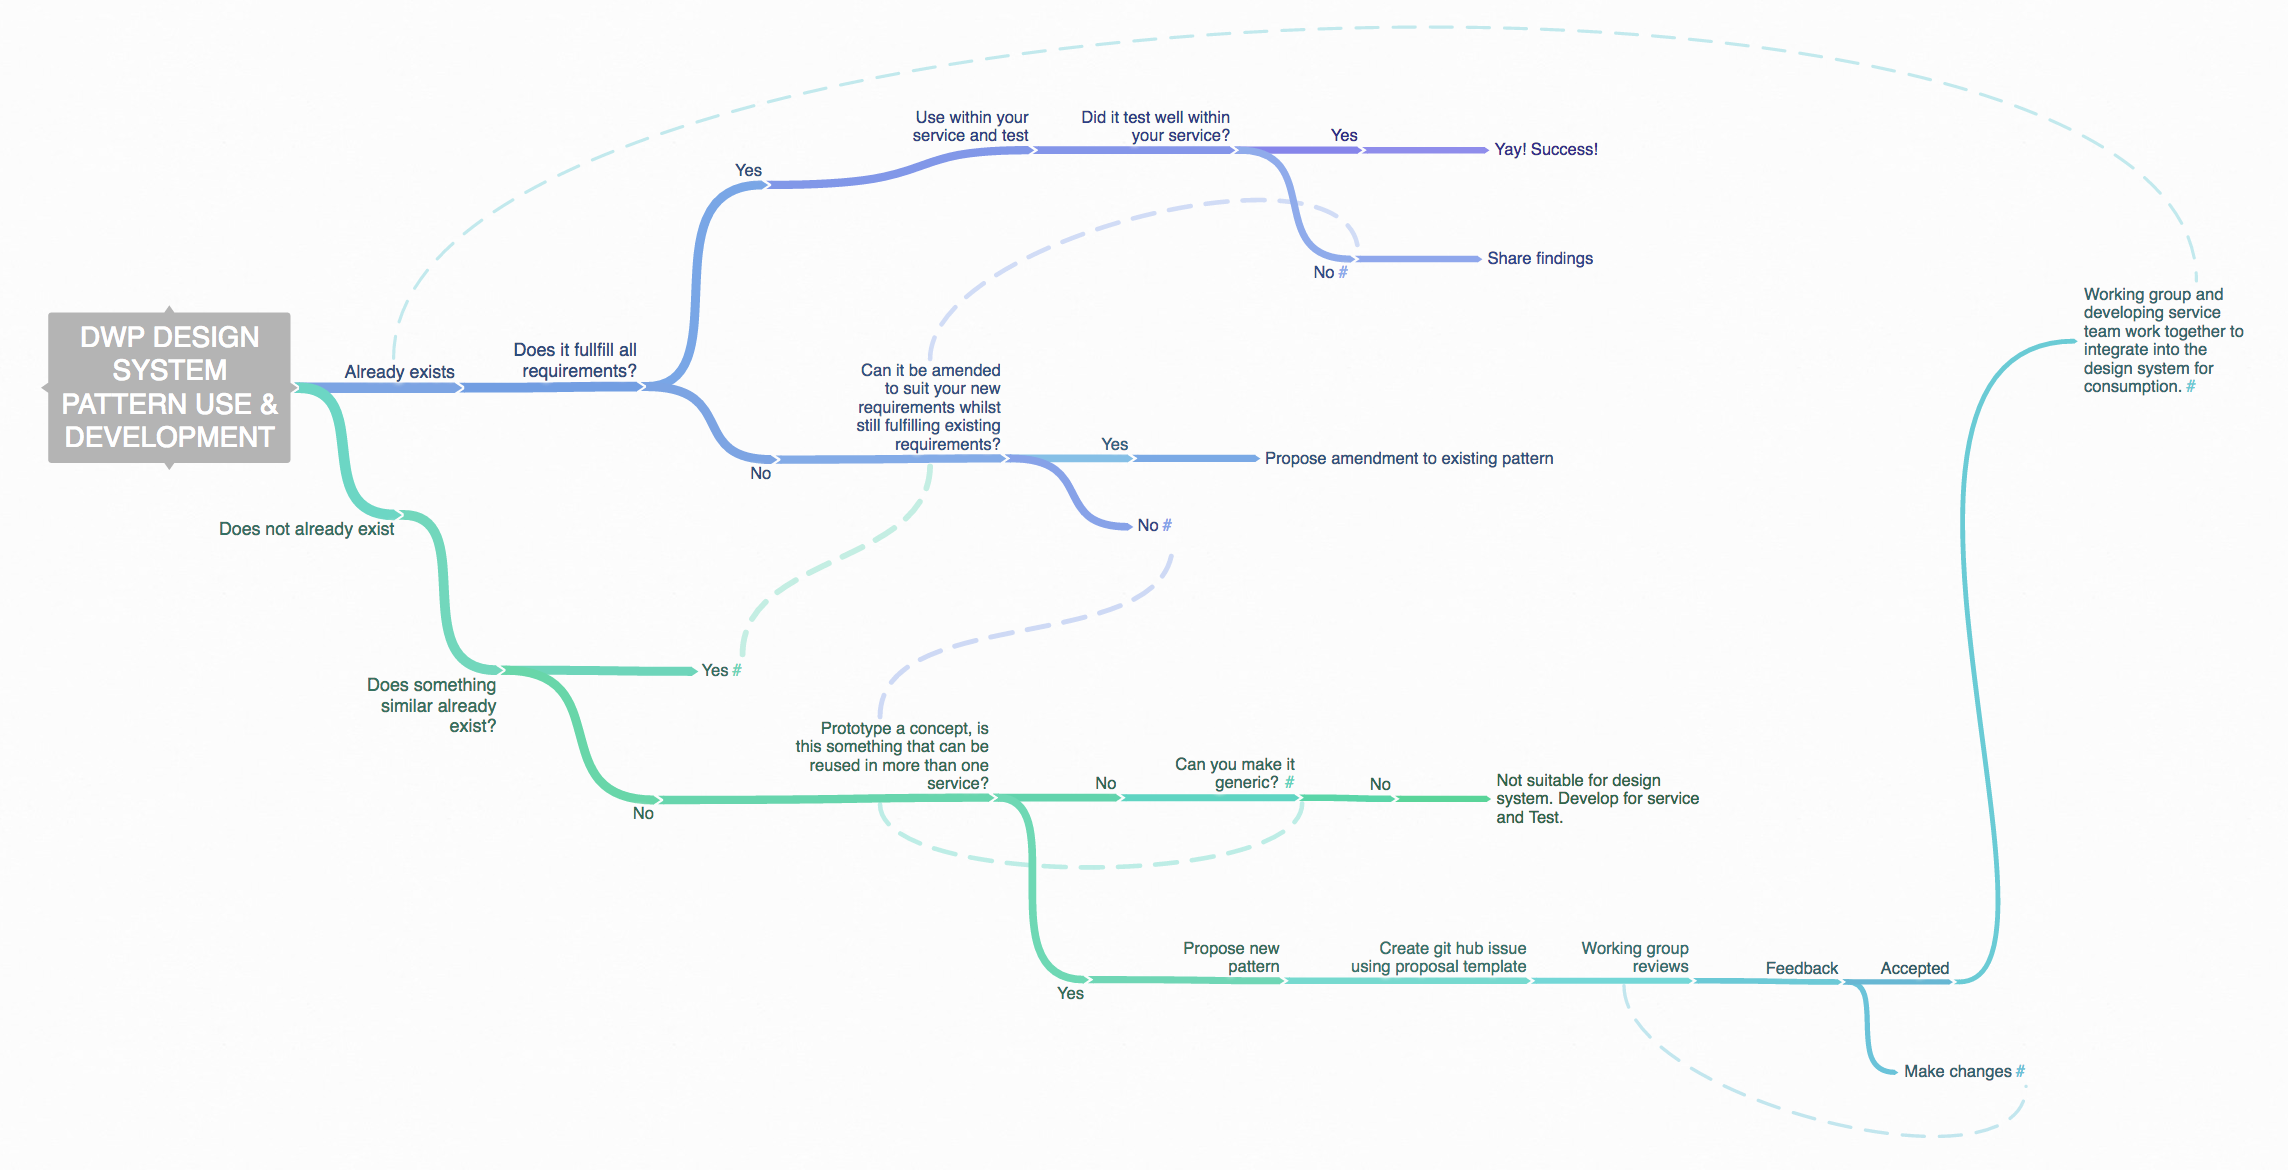 DWP DESIGN
SYSTEM
PATTERN USE &
DEVELOPMENT
Already exists
Does it fullfill all
requirements?
Yes
Use within your
service and test
Did it test well within
your service?
Yes
Yay! Success!
No #
Share findings
No
Can it be amended
to suit your new
requirements whilst
still fulfilling existing
requirements?
Yes
Propose amendment to existing pattern
No #
Does not already exist
Does something
similar already
exist?
Yes #
No
Prototype a concept, is
this something that can be
reused in more than one
service?
No
Can you make it
generic? #
No
Not suitable for design
system. Develop for service
and Test.
Yes
Propose new
pattern
Create git hub issue
using proposal template
Working group
reviews
Feedback
Accepted
Working group and
developing service
team work together to
integrate into the
design system for
consumption. #
Make changes #